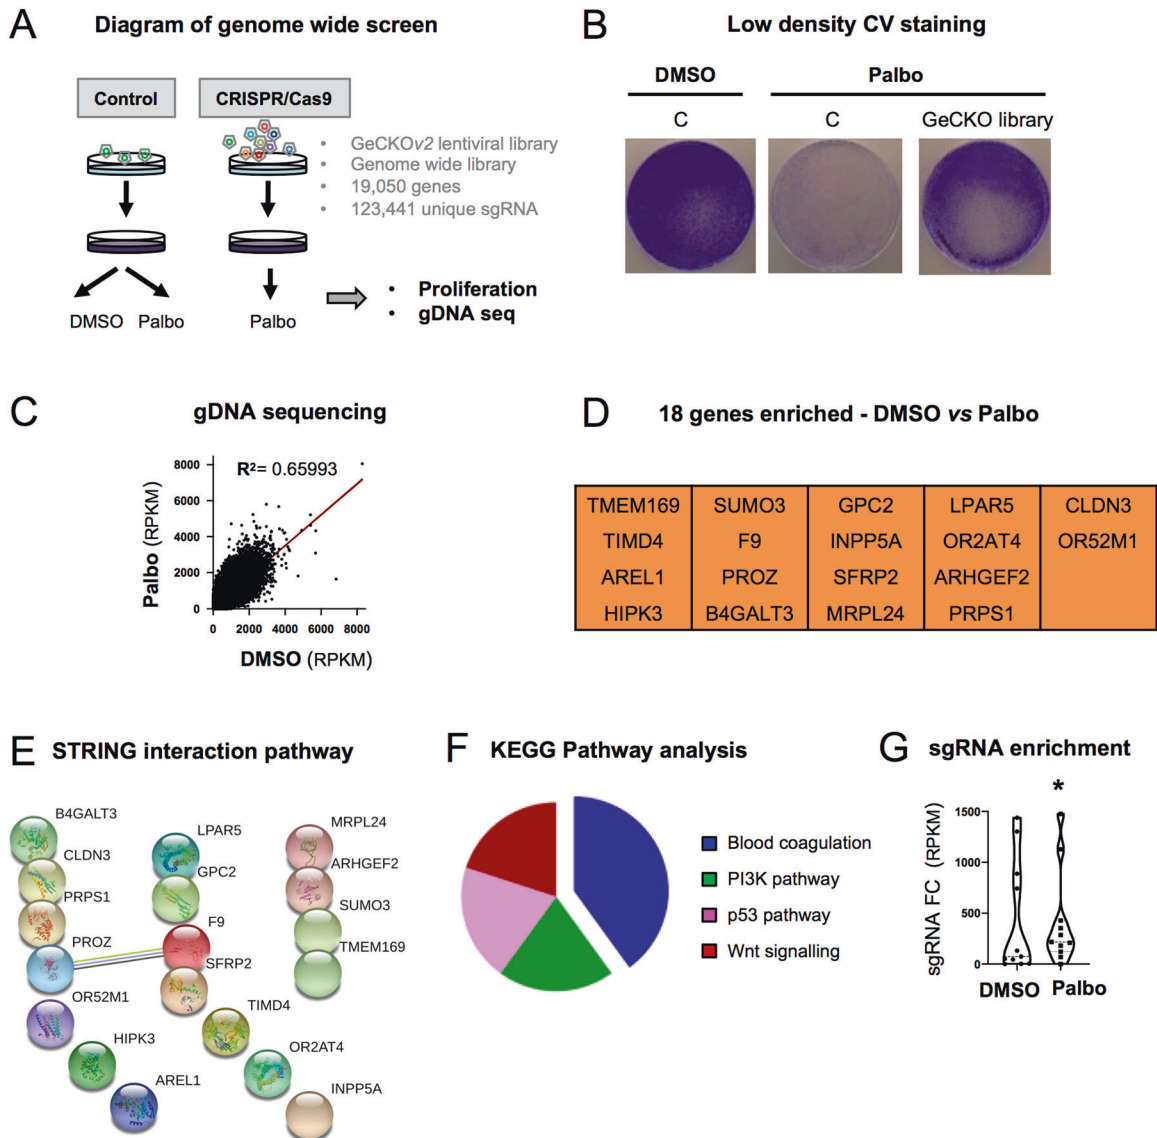 A
Diagram of genome wide screen
Control
CRISPR/Cas9
• GeCKOv2 lentiviral library
• Genome wide library
• 19,050 genes
• 123,441 unique sgRNA
DMSO
Palbo
Palbo
• Proliferation
• gDNA seq
B
Low density CV staining
DMSO
Palbo
C
C
GeCKO library
C
gDNA sequencing
R²= 0.65993
Palbo (RPKM)
8000
6000
4000
2000
0
0 2000 4000 6000 8000
DMSO (RPKM)
D
18 genes enriched - DMSO vs Palbo
TMEM169 SUMO3 GPC2 LPAR5 CLDN3
TIMD4 F9 INPP5A OR2AT4 OR52M1
AREL1 PROZ SFRP2 ARHGEF2
HIPK3 B4GALT3 MRPL24 PRPS1
E
STRING interaction pathway
B4GALT3
CLDN3
PRPS1
PROZ
OR52M1
HIPK3
AREL1
LPAR5
GPC2
F9
SFRP2
TIMD4
OR2AT4
INPP5A
MRPL24
ARHGEF2
SUMO3
TMEM169
F
KEGG Pathway analysis
Blood coagulation
PI3K pathway
p53 pathway
Wnt signalling
G
sgRNA enrichment
*
sgRNA FC (RPKM)
1500
1000
500
0
DMSO
Palbo